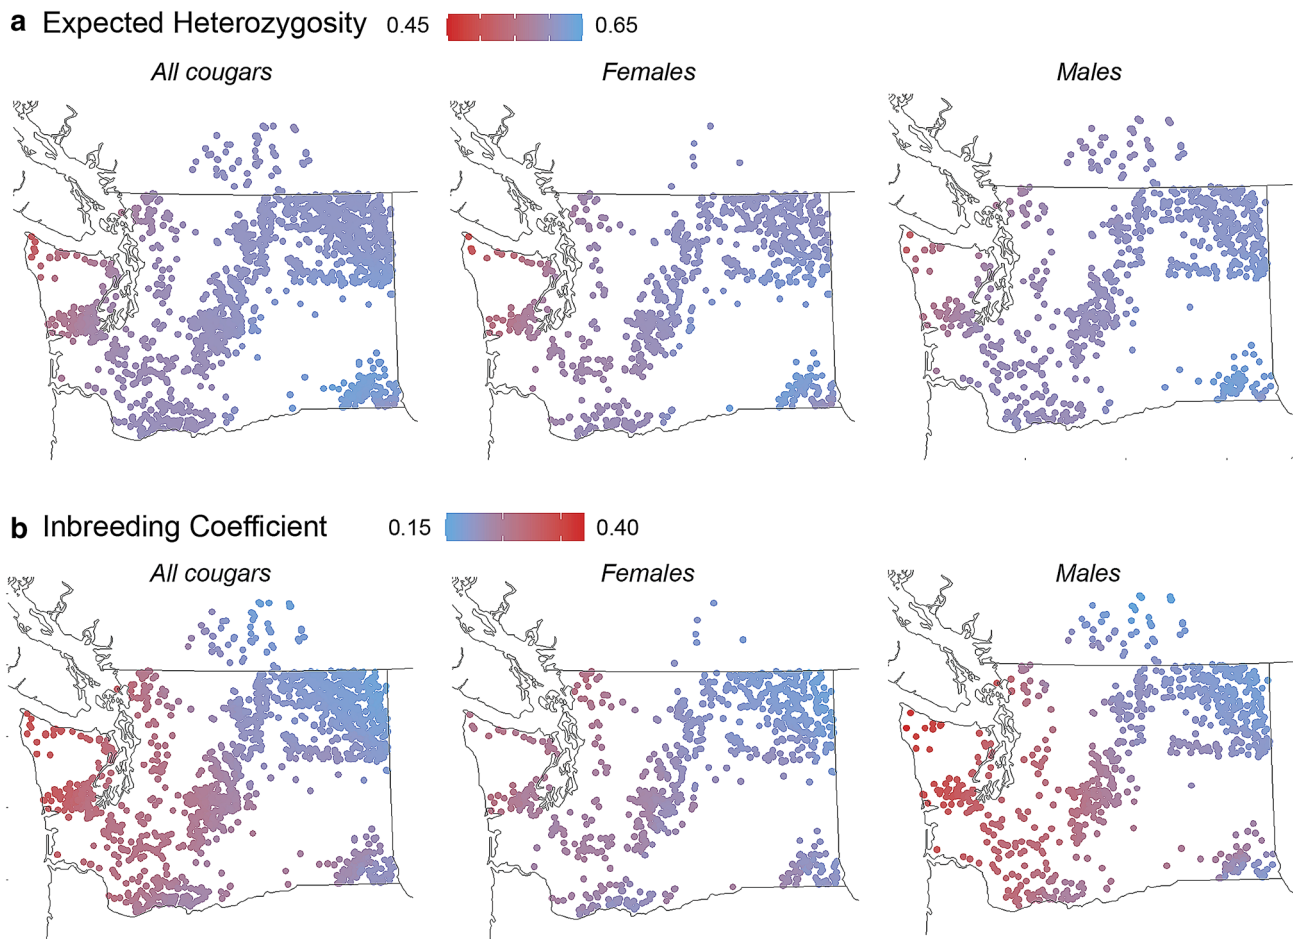 a Expected Heterozygosity 0.45 0.65
All cougars Females Males
b Inbreeding Coefficient 0.15 0.40
All cougars Females Males